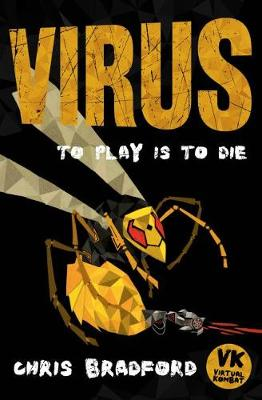 VIRUS
TO PLAY IS TO DIE
CHRIS BRADFORD
VK
VIRTUAL
KOMBAT